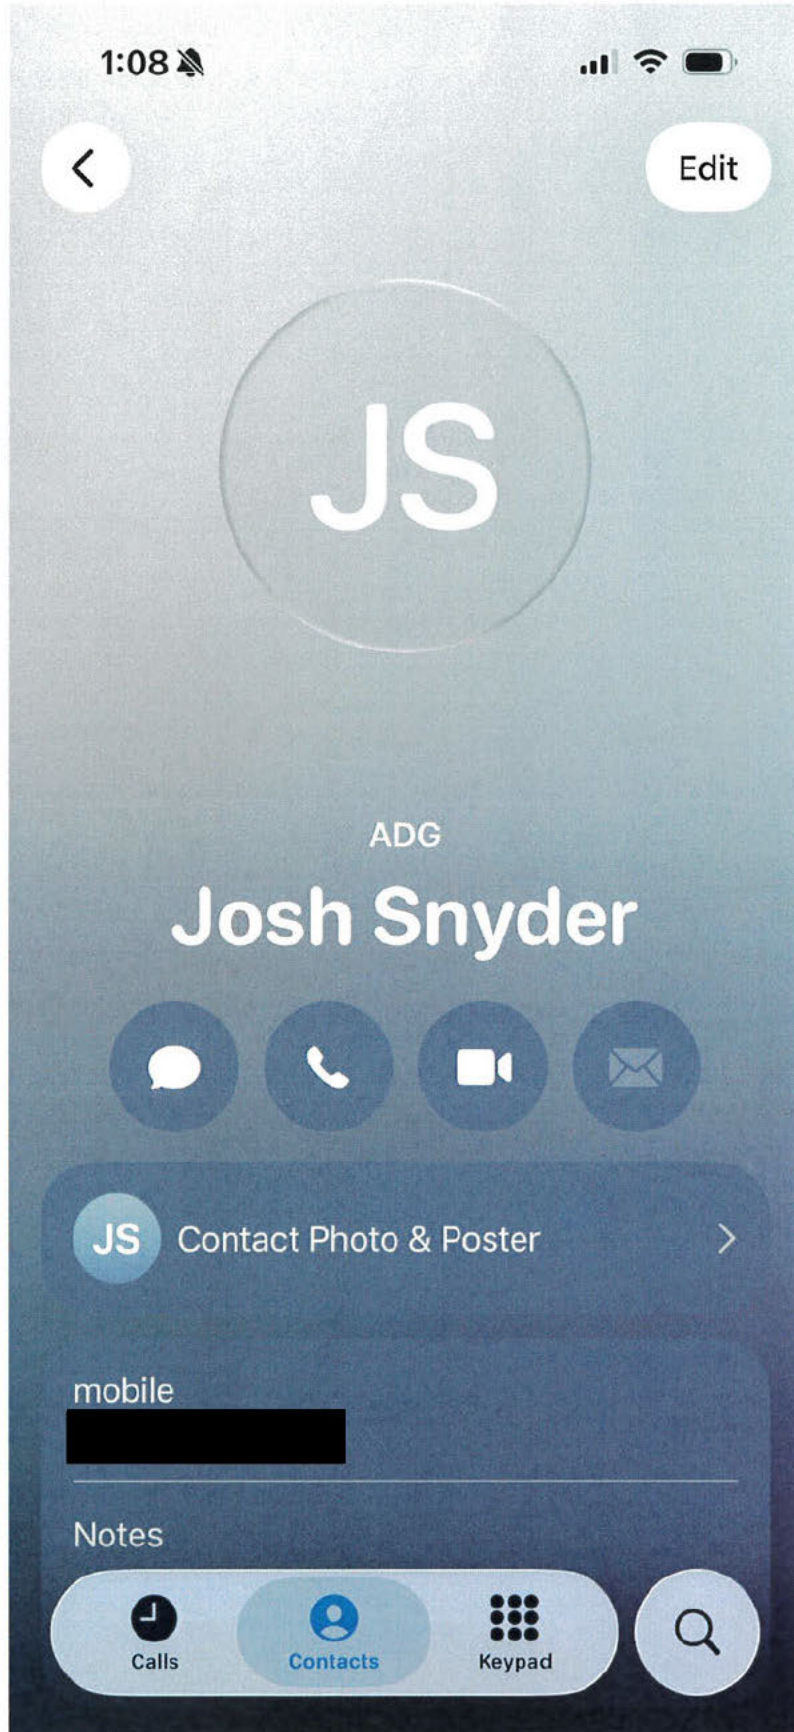 1:08
Edit
JS
ADG
Josh Snyder
JS Contact Photo & Poster
mobile
Notes
Calls Contacts Keypad